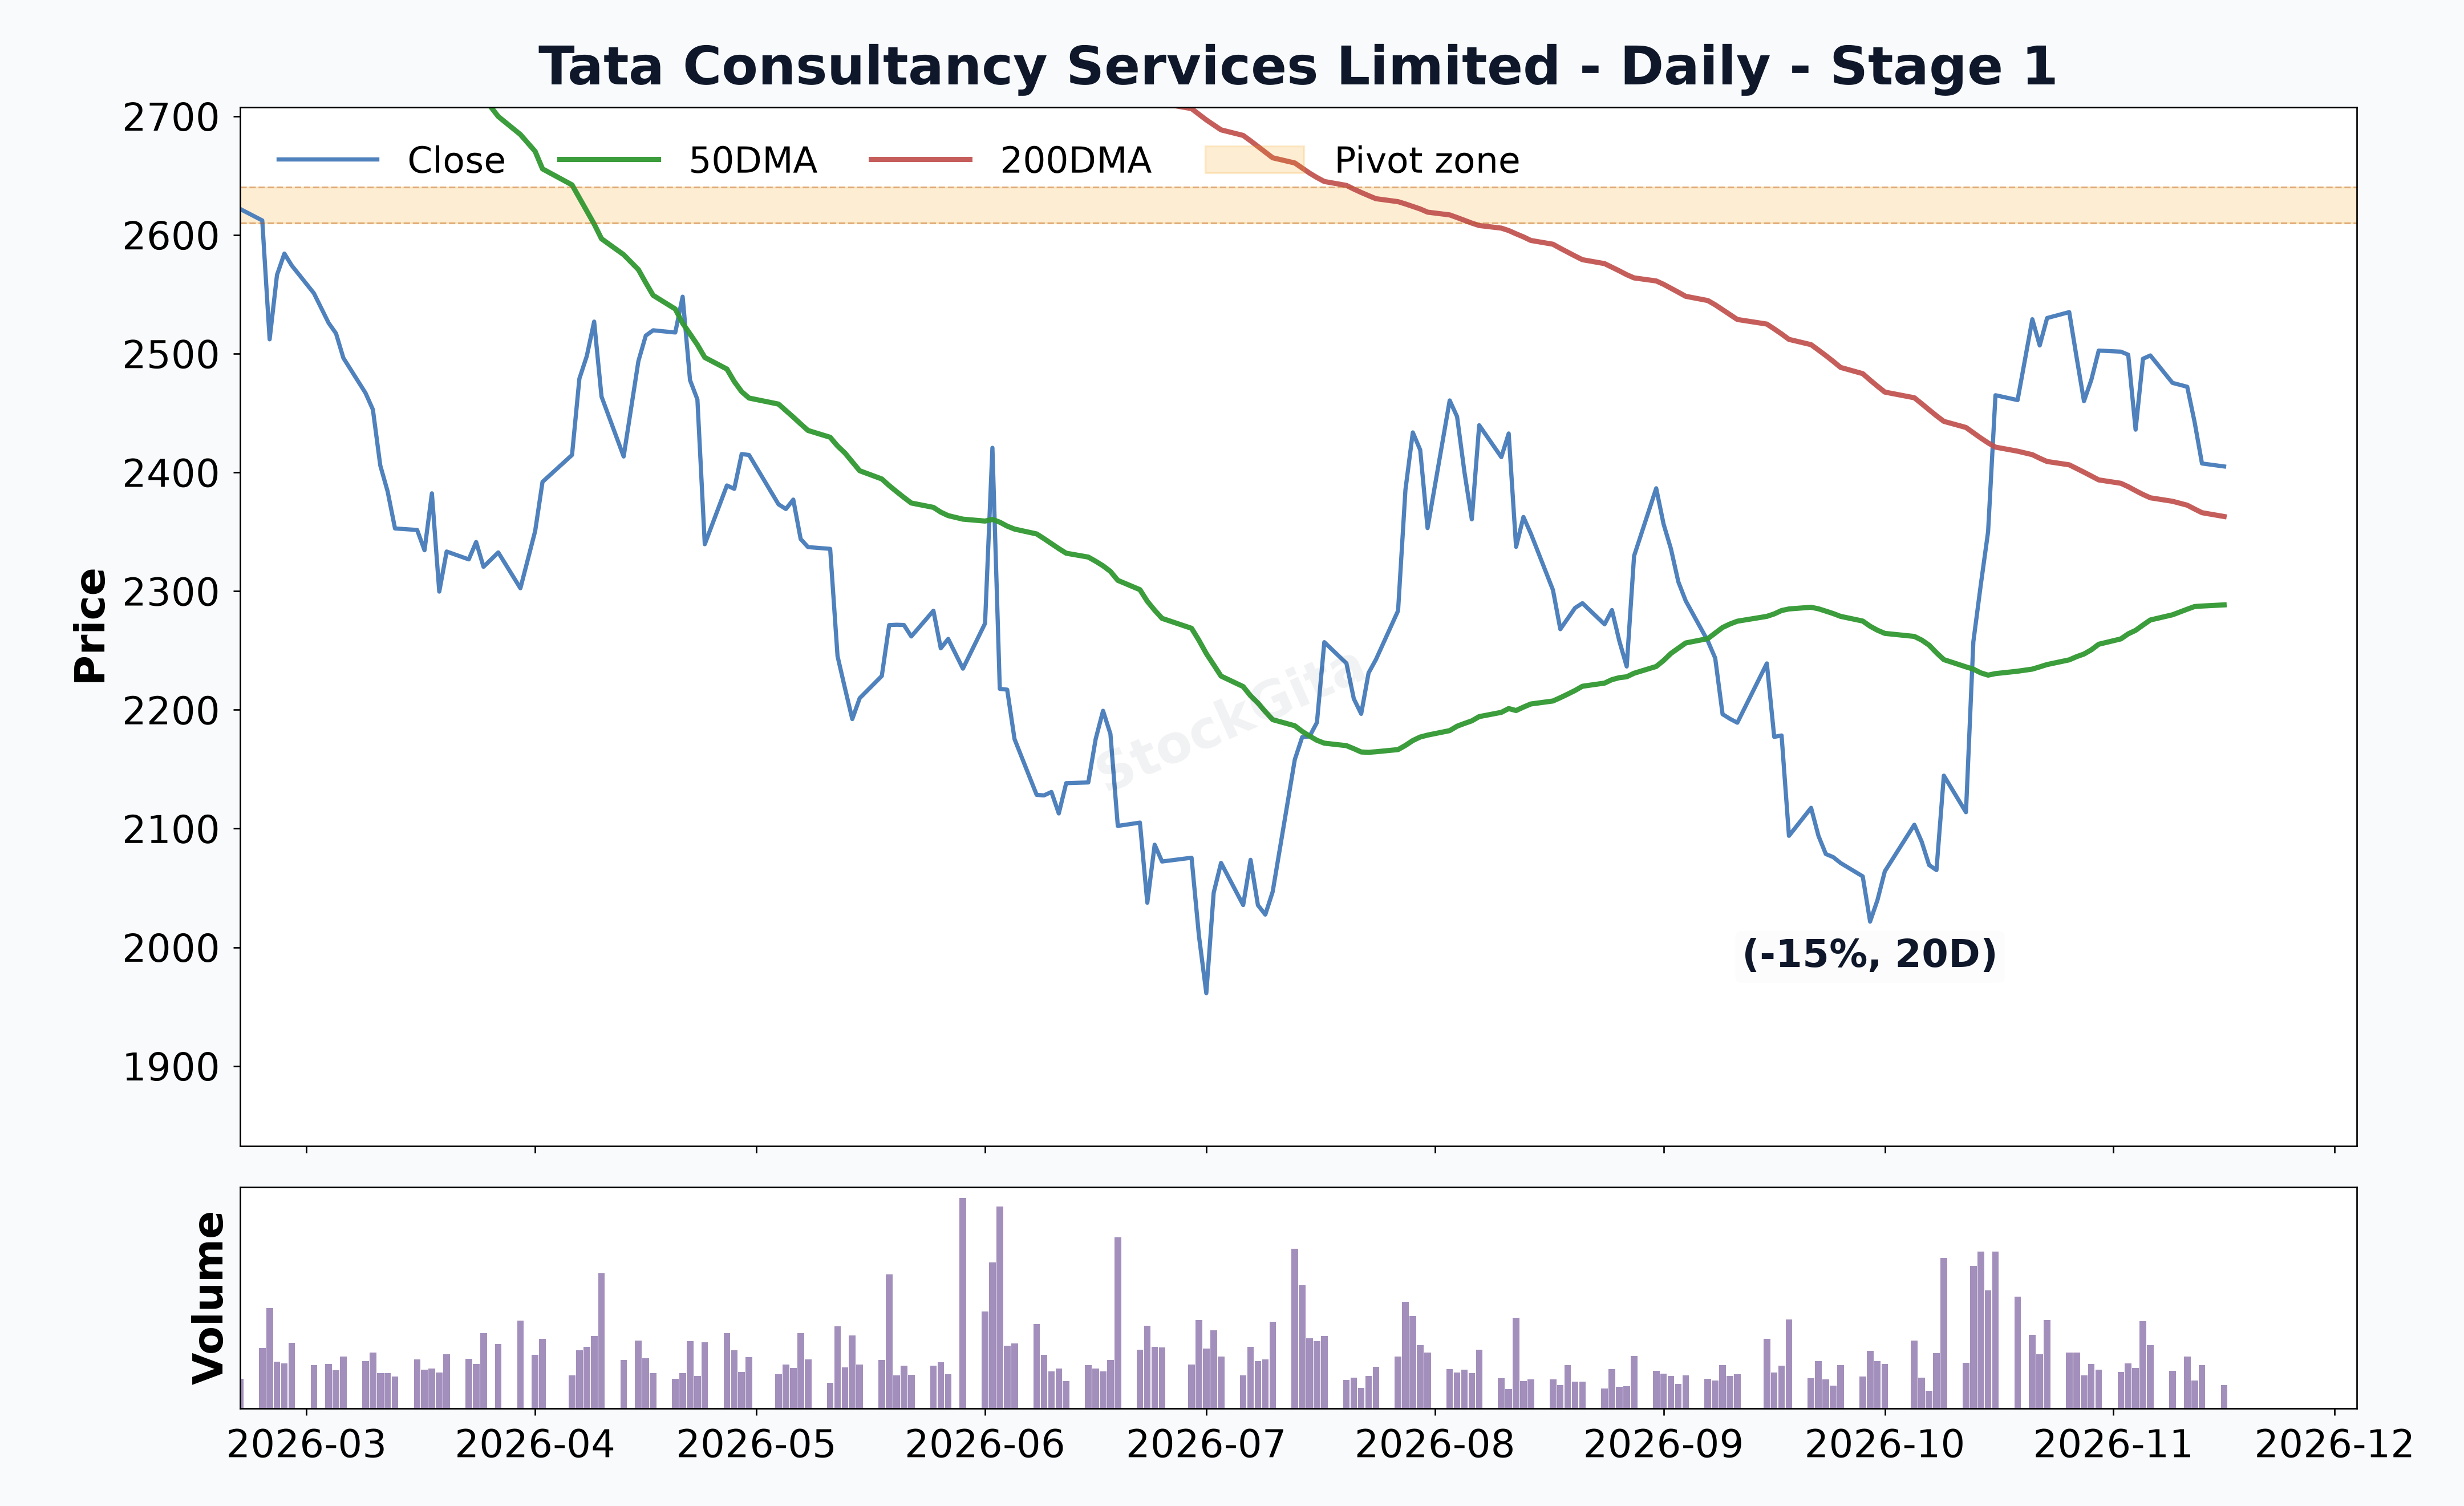 Tata Consultancy Services Limited - Daily - Stage 1
Close 50DMA 200DMA Pivot zone
Price
2700
2600
2500
2400
2300
2200
2100
2000
1900
StockGita
(-15%, 20D)
Volume
2026-03 2026-04 2026-05 2026-06 2026-07 2026-08 2026-09 2026-10 2026-11 2026-12